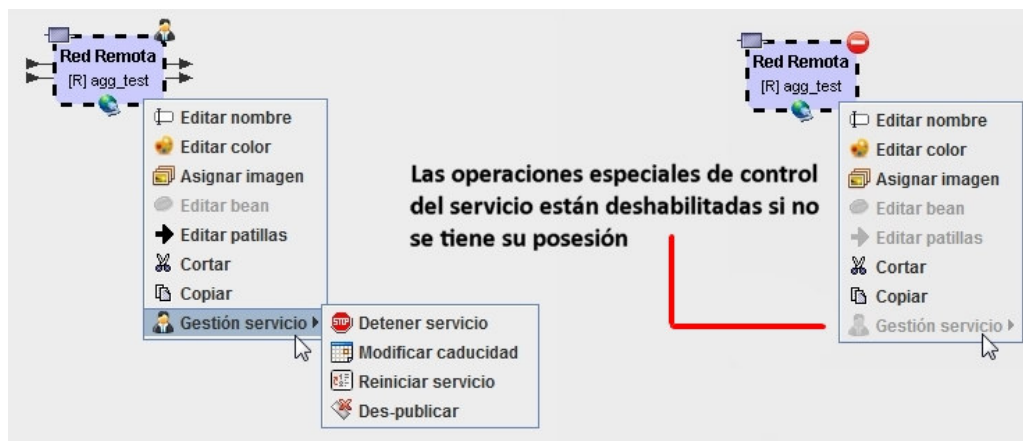 Red Remota
[R] agg_test
Editar nombre
Editar color
Asignar imagen
Editar bean
Editar patillas
Cortar
Copiar
Gestión servicio
Detener servicio
Modificar caducidad
Reiniciar servicio
Des-publicar
Las operaciones especiales de control
del servicio están deshabilitadas si no
se tiene su posesión
Red Remota
[R] agg_test
Editar nombre
Editar color
Asignar imagen
Editar bean
Editar patillas
Cortar
Copiar
Gestión servicio